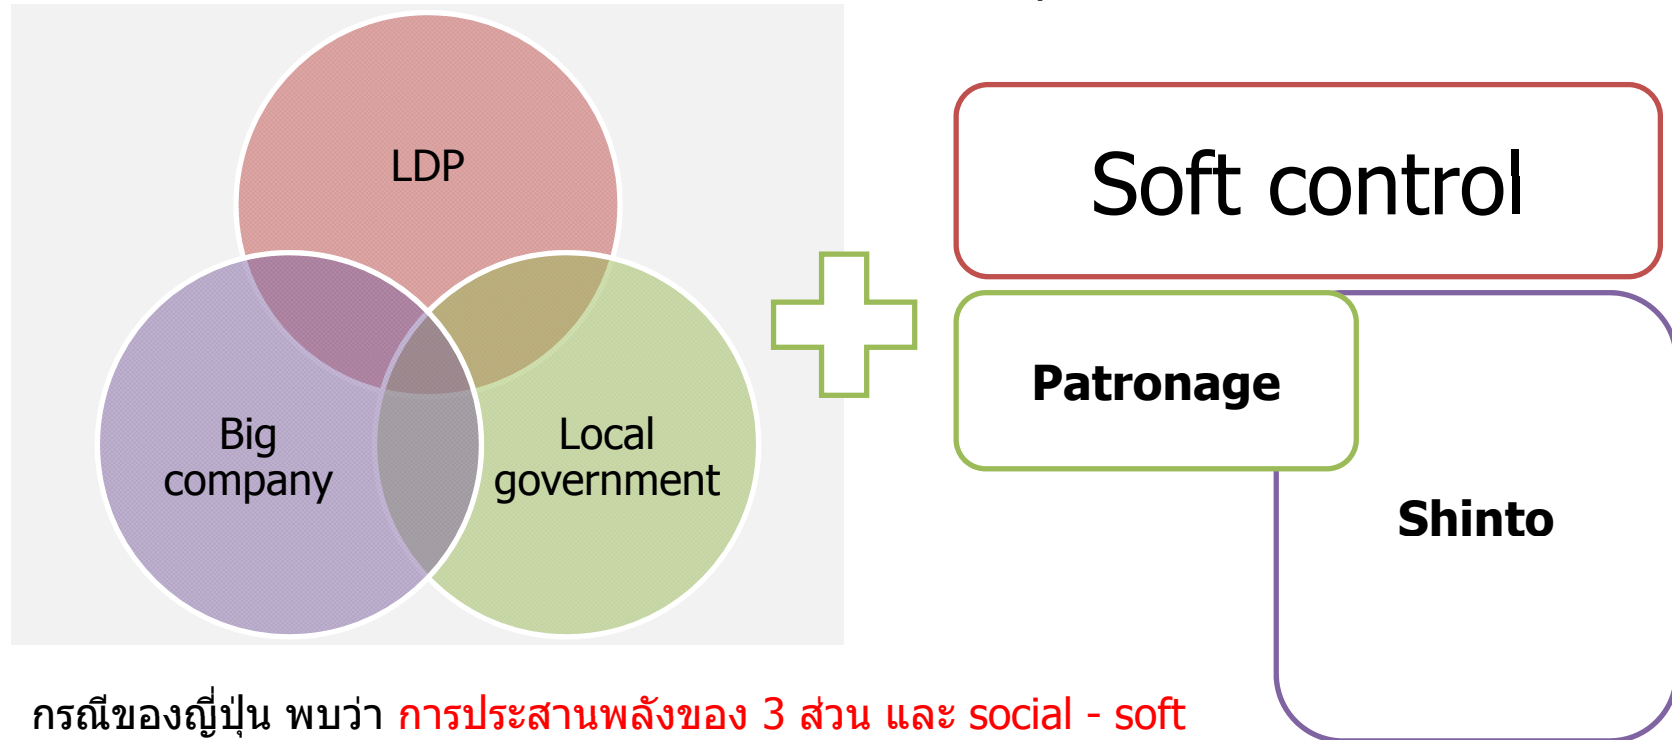 LDP
Big
company
Local
government
Soft control
Patronage
Shinto
กรณีของญี่ปุ่น พบว่า การประสานพลังของ 3 ส่วน และ social - soft